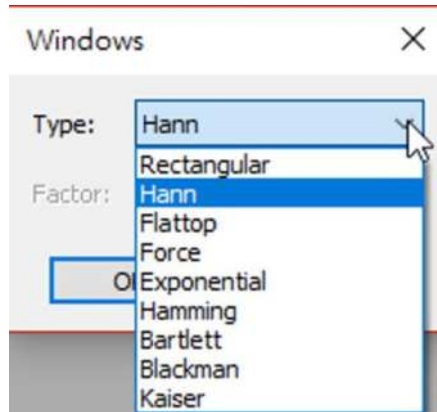 Windows
Type: Hann
Rectangular
Factor: Hann
Flattop
Force
O Exponential
Hamming
Bartlett
Blackman
Kaiser